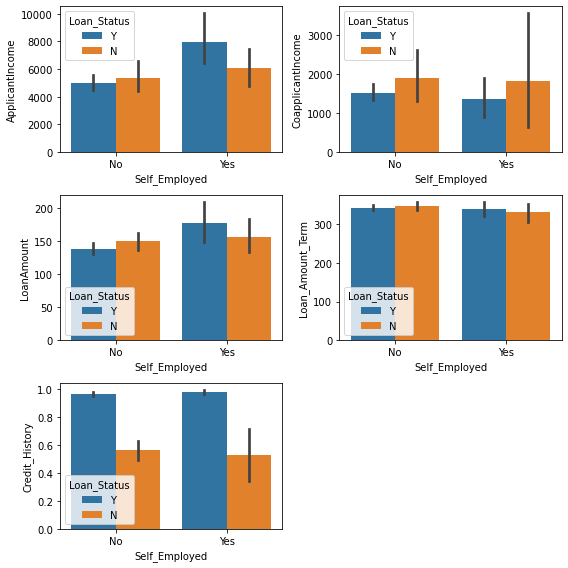 ApplicantIncome
10000
8000
6000
4000
2000
0
Loan_Status
Y
N
No
Yes
Self_Employed
CoapplicantIncome
3000
2000
1000
0
Loan_Status
Y
N
No
Yes
Self_Employed
LoanAmount
200
150
100
50
0
Loan_Status
Y
N
No
Yes
Self_Employed
Loan_Amount_Term
300
200
100
0
Loan_Status
Y
N
No
Yes
Self_Employed
Credit_History
1.0
0.8
0.6
0.4
0.2
0.0
Loan_Status
Y
N
No
Yes
Self_Employed